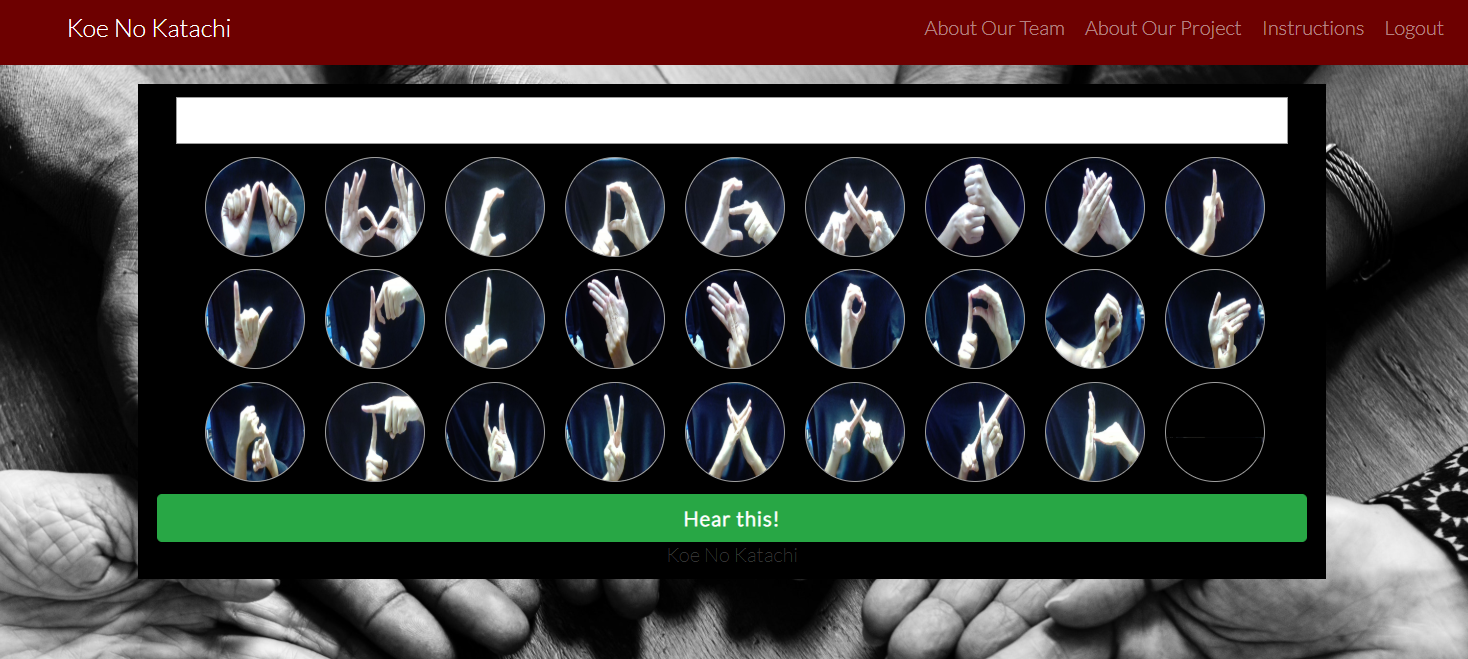 Koe No Katachi
About Our Team
About Our Project
Instructions
Logout
Hear this!
Koe No Katachi